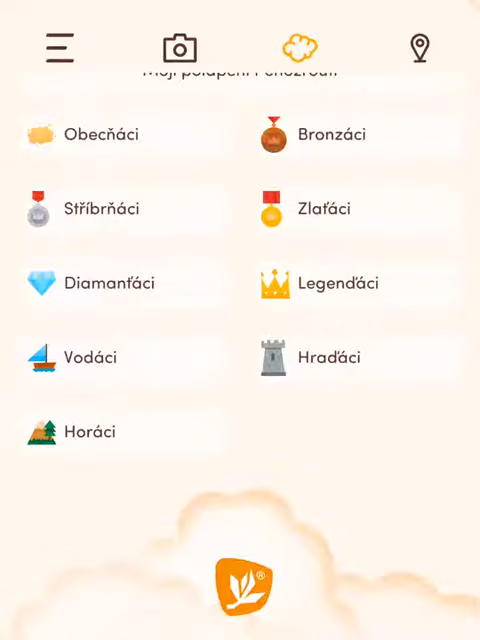 Obecňáci
Bronzáci
Stříbrňáci
Zlaťáci
Diamanťáci
Legenďáci
Vodáci
Hraďáci
Horáci
®